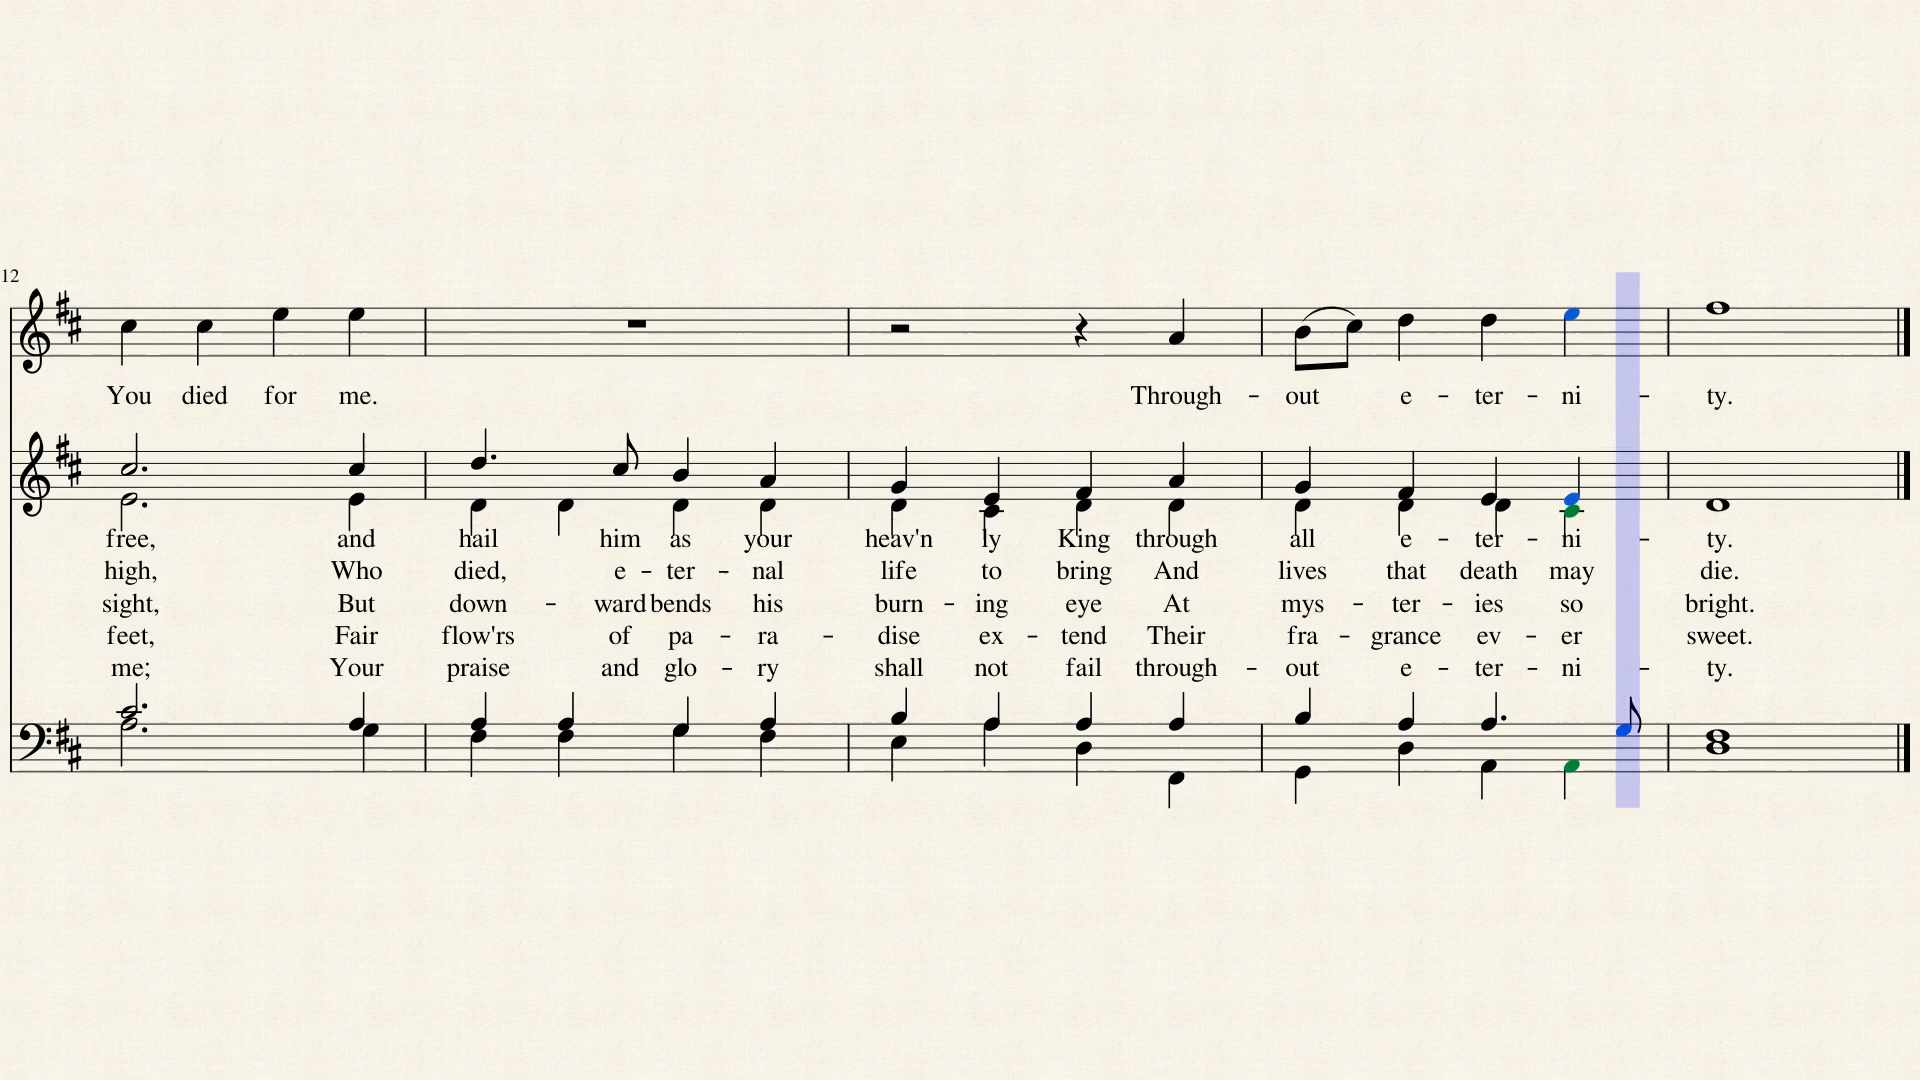 12
You died for me. Through - out e - ter - ni - ty.
free, and hail him as your heav'n ly King through all e - ter - ni - ty.
high, Who died, e - ter - nal life to bring And lives that death may die.
sight, But down - ward bends his burn - ing eye At mys - ter - ies so bright.
feet, Fair flow'rs of pa - ra - dise ex - tend Their fra - grance ev - er sweet.
me; Your praise and glo - ry shall not fail through - out e - ter - ni - ty.